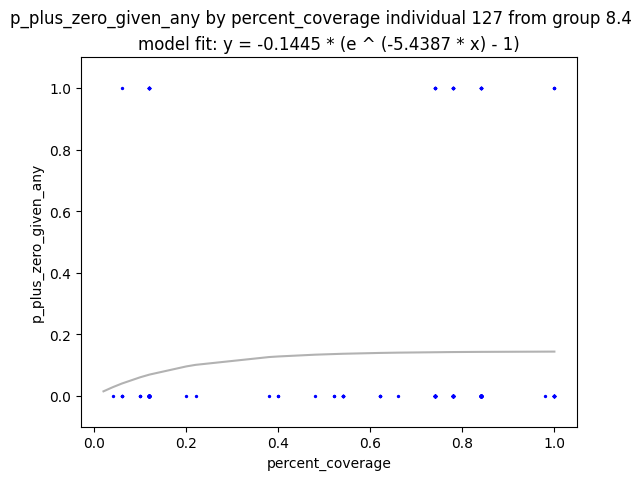 p_plus_zero_given_any by percent_coverage individual 127 from group 8.4
model fit: y = -0.1445 * (e ^ (-5.4387 * x) - 1)
p_plus_zero_given_any
1.0
0.8
0.6
0.4
0.2
0.0
0.0 0.2 0.4 0.6 0.8 1.0
percent_coverage